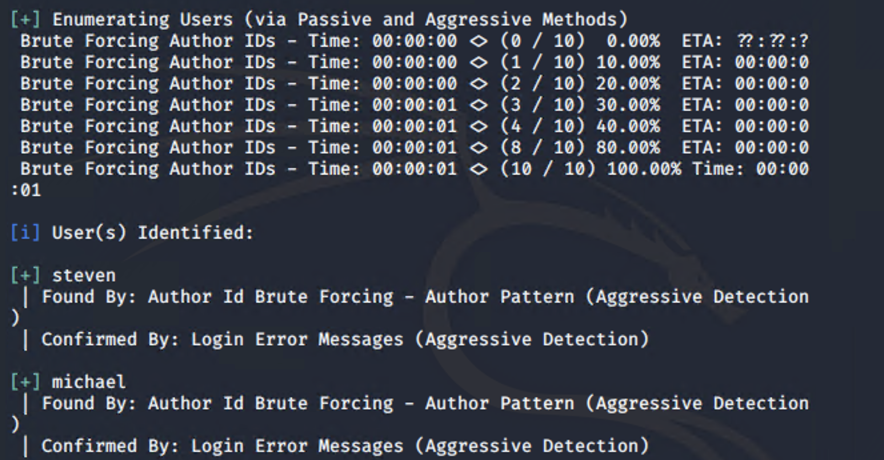 [+] Enumerating Users (via Passive and Aggressive Methods)
Brute Forcing Author IDs - Time: 00:00:00 <> (0 / 10)  0.00%  ETA: ??:??:?
Brute Forcing Author IDs - Time: 00:00:00 <> (1 / 10) 10.00%  ETA: 00:00:0
Brute Forcing Author IDs - Time: 00:00:00 <> (2 / 10) 20.00%  ETA: 00:00:0
Brute Forcing Author IDs - Time: 00:00:01 <> (3 / 10) 30.00%  ETA: 00:00:0
Brute Forcing Author IDs - Time: 00:00:01 <> (4 / 10) 40.00%  ETA: 00:00:0
Brute Forcing Author IDs - Time: 00:00:01 <> (8 / 10) 80.00%  ETA: 00:00:0
Brute Forcing Author IDs - Time: 00:00:01 <> (10 / 10) 100.00% Time: 00:00
:01
[i] User(s) Identified:
[+] steven
| Found By: Author Id Brute Forcing - Author Pattern (Aggressive Detection
)
| Confirmed By: Login Error Messages (Aggressive Detection)
[+] michael
| Found By: Author Id Brute Forcing - Author Pattern (Aggressive Detection
)
| Confirmed By: Login Error Messages (Aggressive Detection)